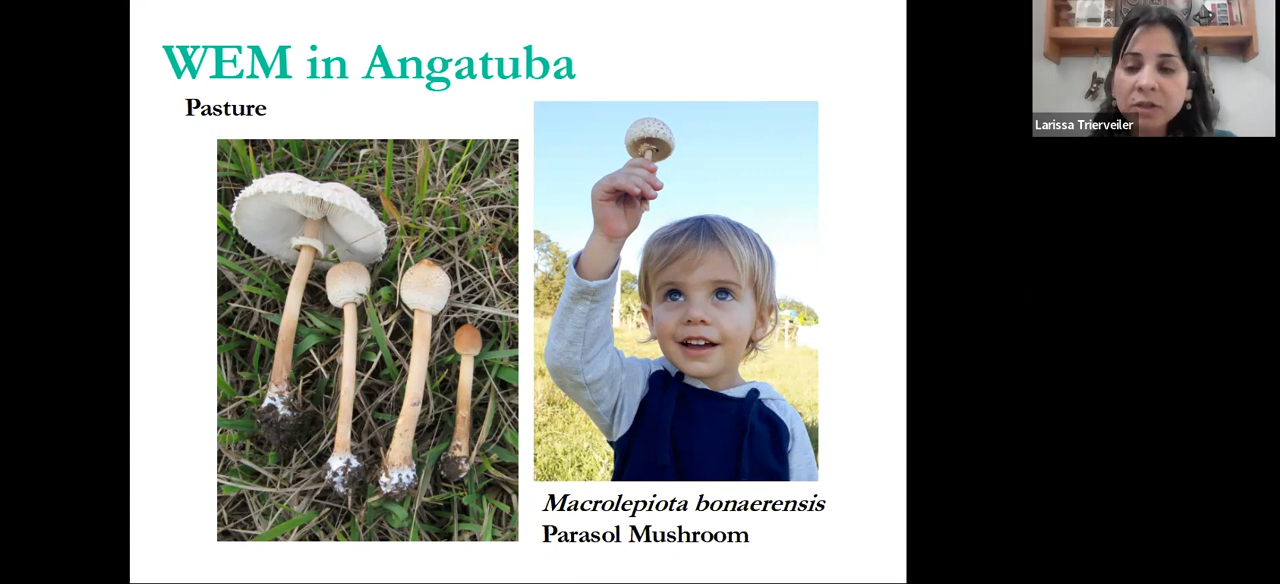 WEM in Angatuba
Pasture
Larissa Trierveiler
Macrolepiota bonaerensis
Parasol Mushroom